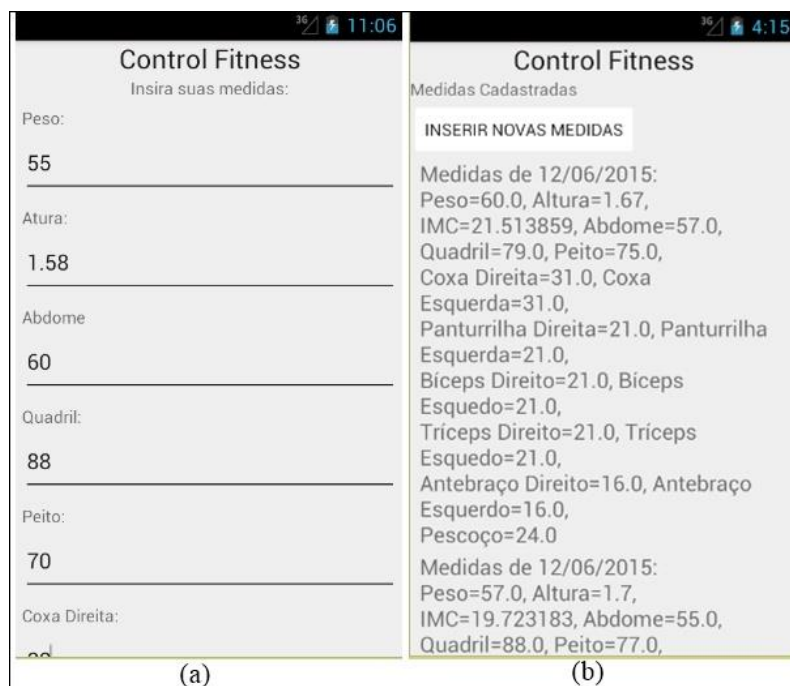 3G 11:06
Control Fitness
Insira suas medidas:
Peso:
55
Atura:
1.58
Abdome
60
Quadril:
88
Peito:
70
Coxa Direita:
(a)
3G 4:15
Control Fitness
Medidas Cadastradas
INSERIR NOVAS MEDIDAS
Medidas de 12/06/2015:
Peso=60.0, Altura=1.67,
IMC=21.513859, Abdome=57.0,
Quadril=79.0, Peito=75.0,
Coxa Direita=31.0, Coxa
Esquerda=31.0,
Panturrilha Direita=21.0, Panturrilha
Esquerda=21.0,
Bíceps Direito=21.0, Bíceps
Esquedo=21.0,
Tríceps Direito=21.0, Tríceps
Esquedo=21.0,
Antebraço Direito=16.0, Antebraço
Esquerdo=16.0,
Pescoço=24.0
Medidas de 12/06/2015:
Peso=57.0, Altura=1.7,
IMC=19.723183, Abdome=55.0,
Quadril=88.0, Peito=77.0,
(b)